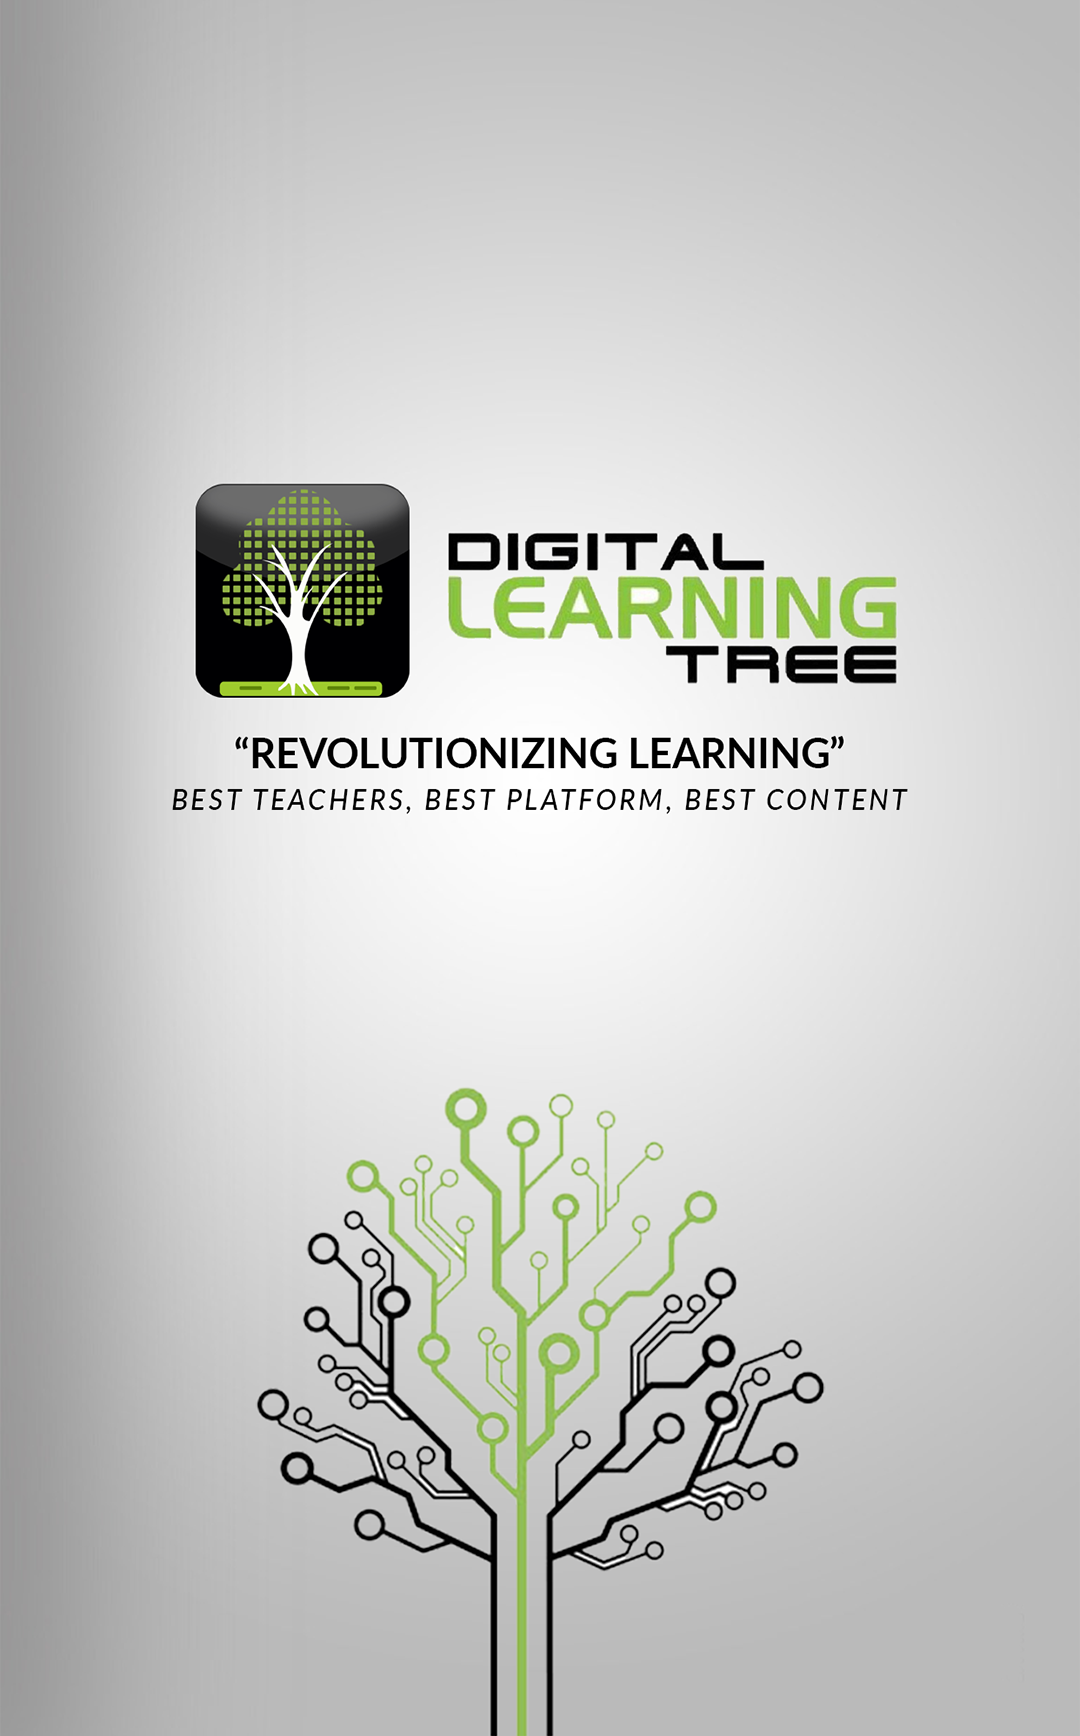 DIGITAL
LEARNING
TREE
“REVOLUTIONIZING LEARNING”
BEST TEACHERS, BEST PLATFORM, BEST CONTENT